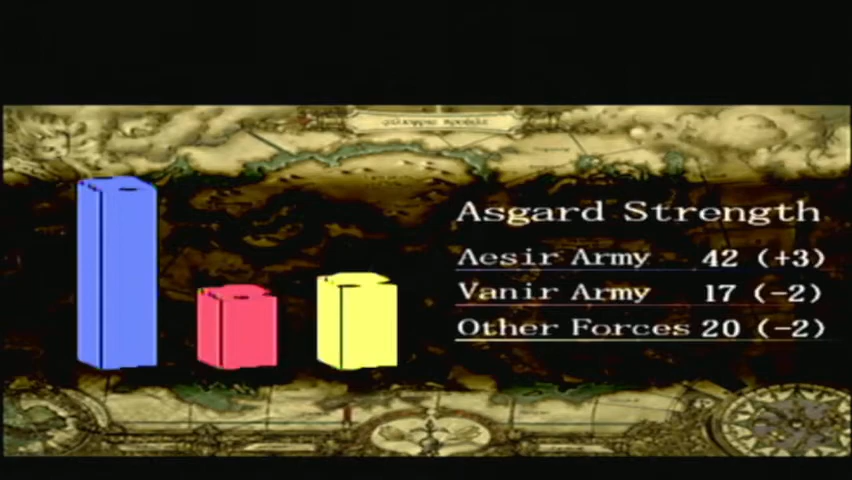 Asgard Strength
Aesir Army 42 (+3)
Vanir Army 17 (-2)
Other Forces 20 (-2)